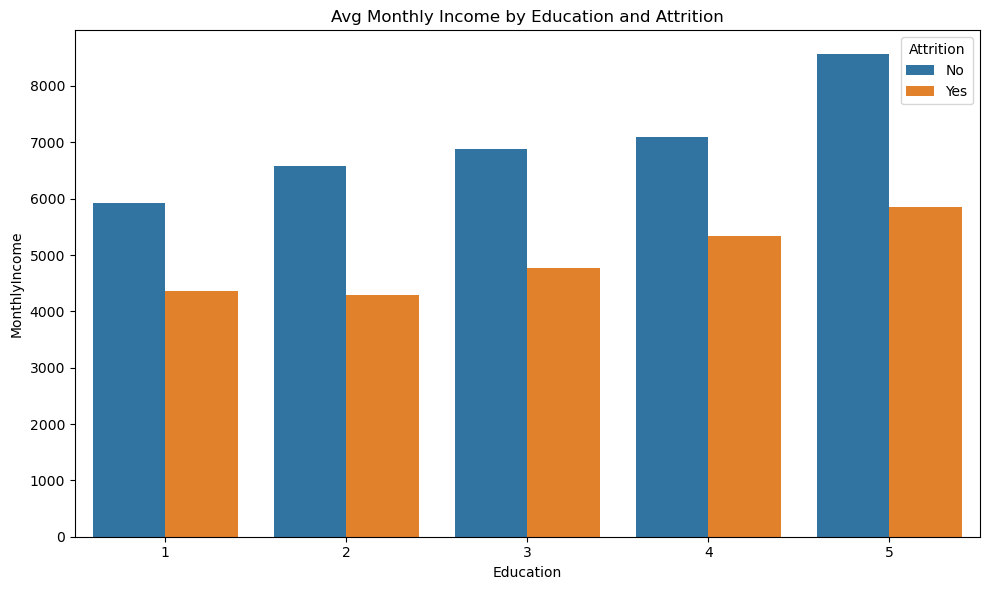 Avg Monthly Income by Education and Attrition
Attrition
No
Yes
MonthlyIncome
8000
7000
6000
5000
4000
3000
2000
1000
0
1 2 3 4 5
Education